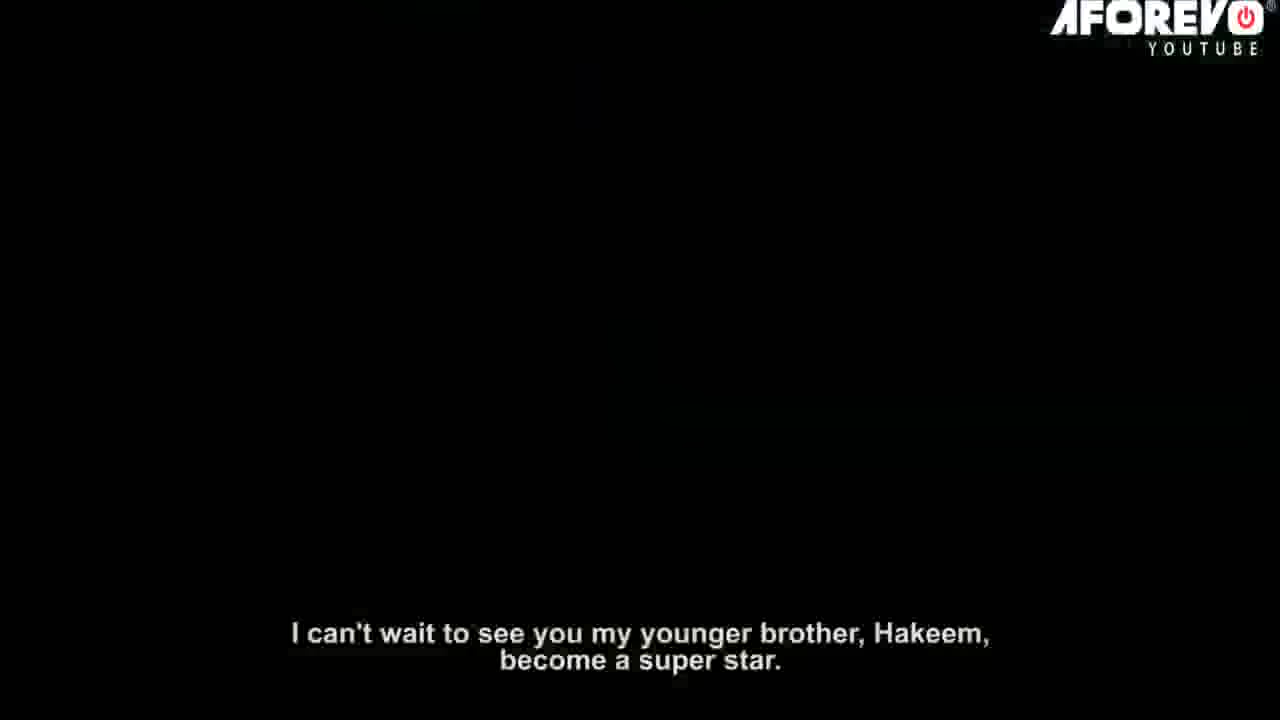 AFOREVO®
YOUTUBE
I can't wait to see you my younger brother, Hakeem,
become a super star.